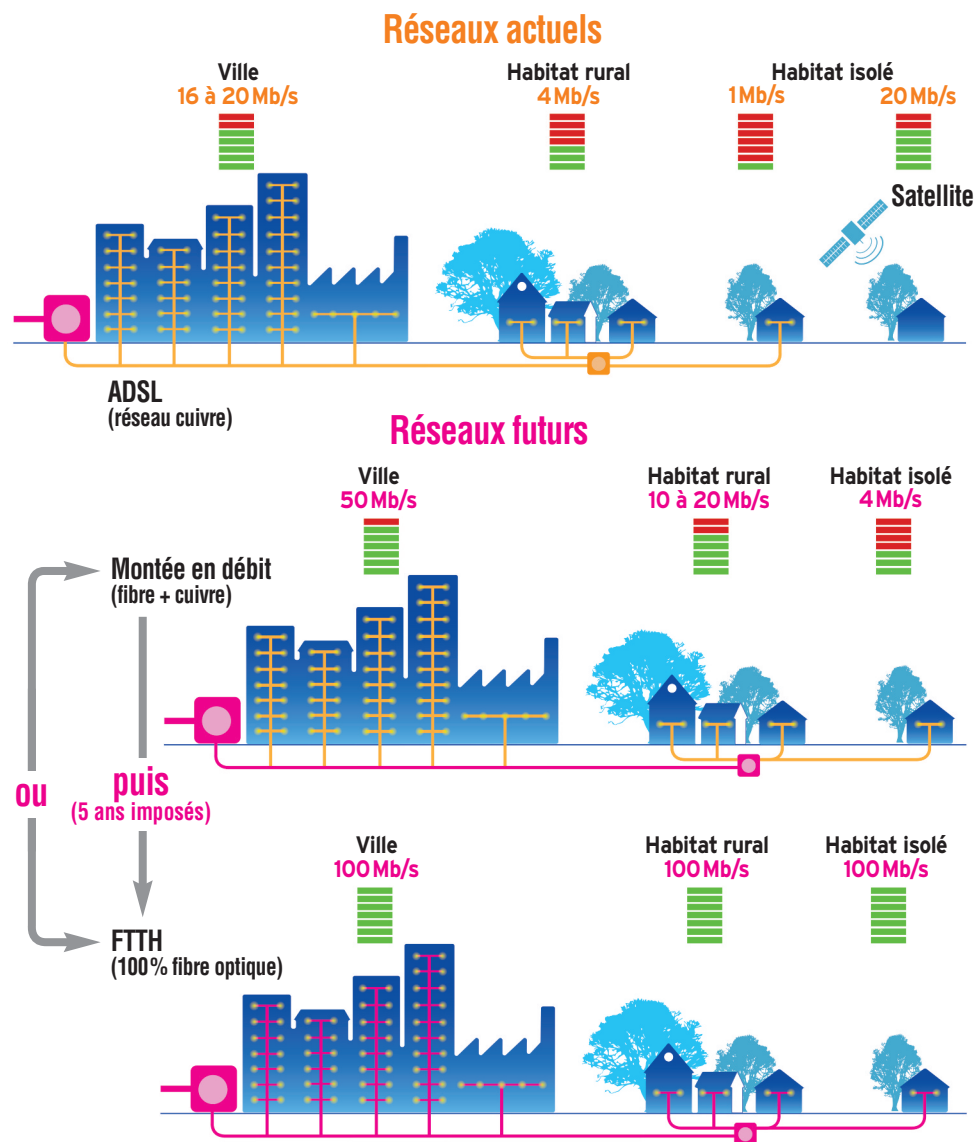 Réseaux actuels
Ville
16 à 20 Mb/s
Habitat rural
4 Mb/s
Habitat isolé
1 Mb/s
20 Mb/s
Satellite
ADSL
(réseau cuivre)
Réseaux futurs
Ville
50 Mb/s
Habitat rural
10 à 20 Mb/s
Habitat isolé
4 Mb/s
Montée en débit
(fibre + cuivre)
ou
puis
(5 ans imposés)
Ville
100 Mb/s
Habitat rural
100 Mb/s
Habitat isolé
100 Mb/s
FTTH
(100 % fibre optique)